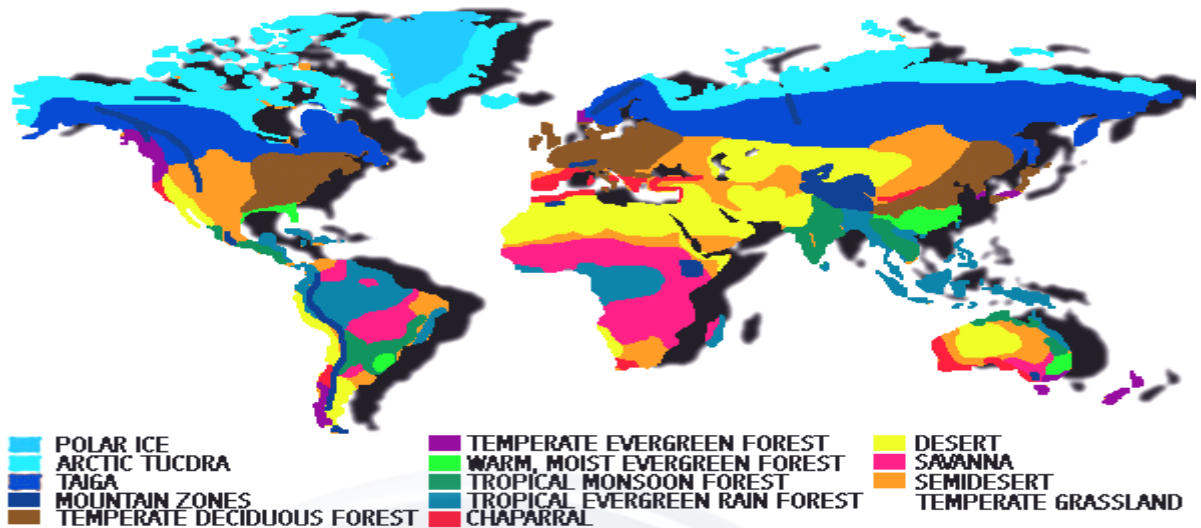 POLAR ICE
ARCTIC TUCDRA
TAIGA
MOUNTAIN ZONES
TEMPERATE DECIDUOUS FOREST
TEMPERATE EVERGREEN FOREST
WARM, MOIST EVERGREEN FOREST
TROPICAL MONSOON FOREST
TROPICAL EVERGREEN RAIN FOREST
CHAPARRAL
DESERT
SAVANNA
SEMIDESERT
TEMPERATE GRASSLAND